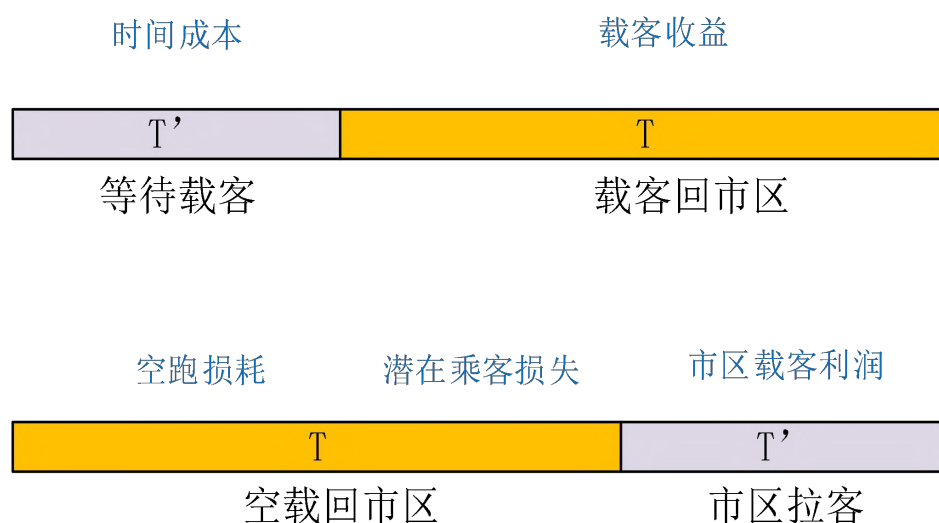 时间成本 载客收益
T’ T
等待载客 载客回市区
空跑损耗 潜在乘客损失 市区载客利润
T T’
空载回市区 市区拉客